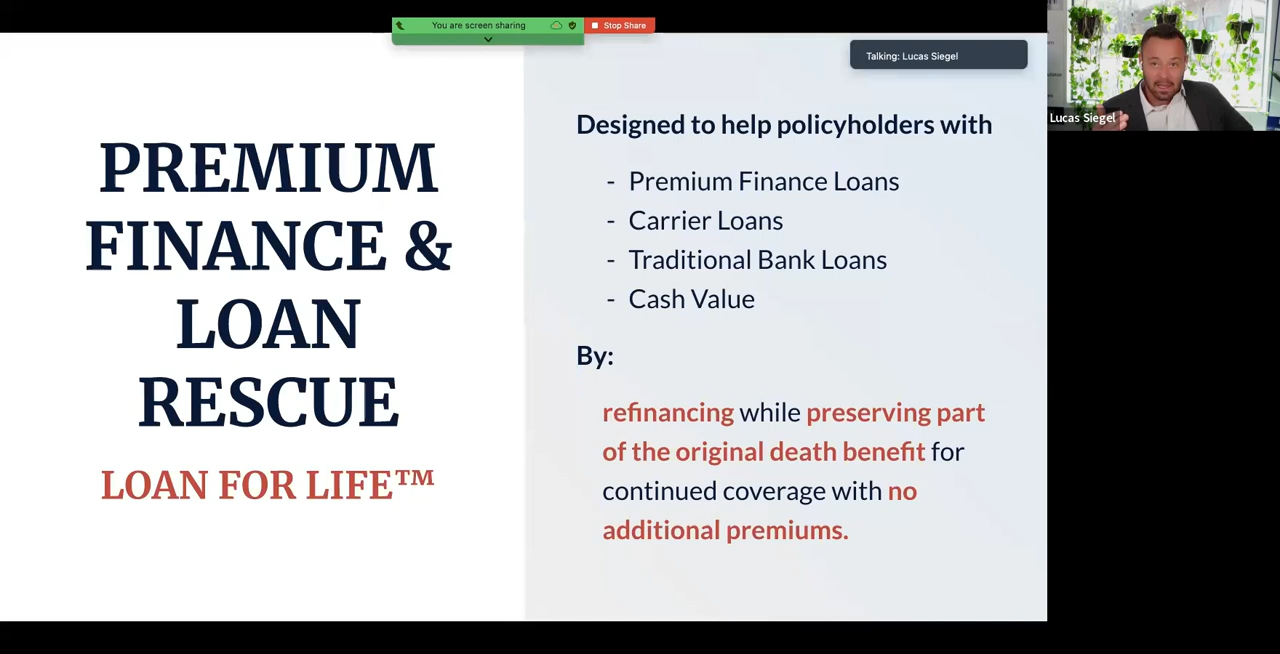 You are screen sharing
Stop Share
Talking: Lucas Siegel
Lucas Siegel
PREMIUM
FINANCE &
LOAN
RESCUE
LOAN FOR LIFE™
Designed to help policyholders with
- Premium Finance Loans
- Carrier Loans
- Traditional Bank Loans
- Cash Value
By:
refinancing while preserving part
of the original death benefit for
continued coverage with no
additional premiums.